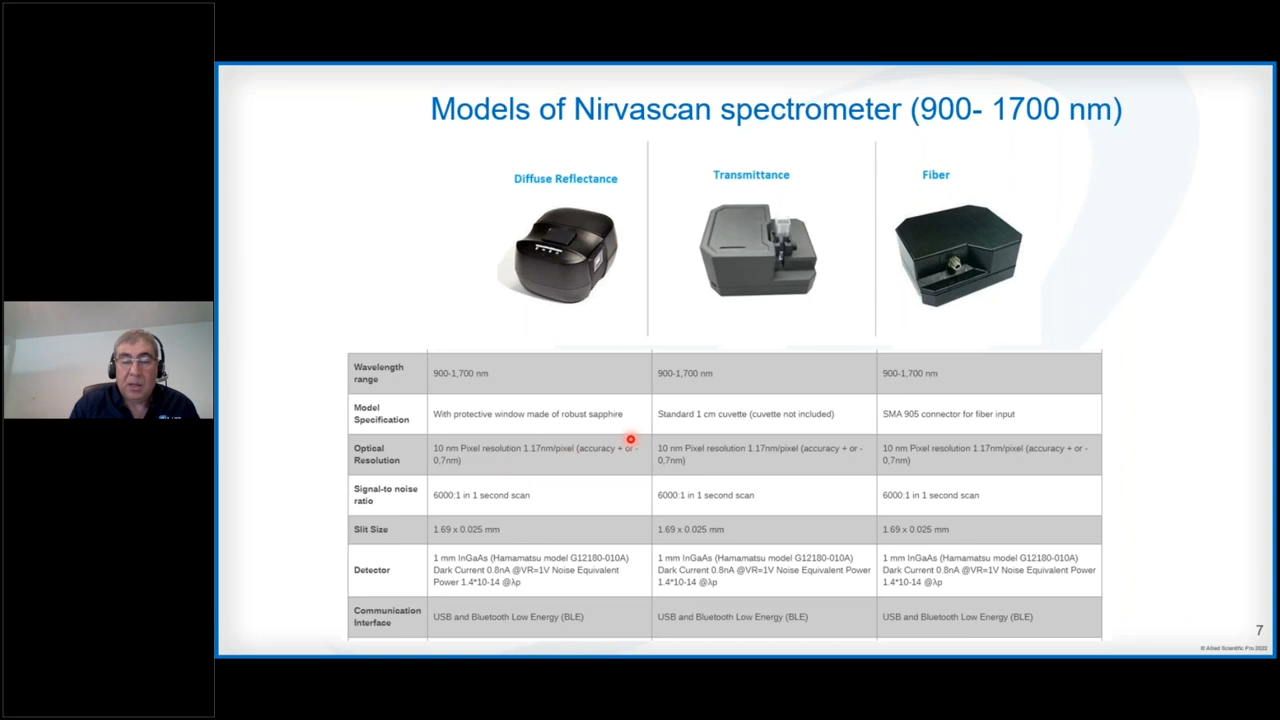 Models of Nirvascan spectrometer (900- 1700 nm)
Diffuse Reflectance
Transmittance
Fiber
Wavelength
range
900-1,700 nm
900-1,700 nm
900-1,700 nm
Model
Specification
With protective window made of robust sapphire
Standard 1 cm cuvette (cuvette not included)
SMA 905 connector for fiber input
Optical
Resolution
10 nm Pixel resolution 1.17nm/pixel (accuracy + or -
0,7nm)
10 nm Pixel resolution 1.17nm/pixel (accuracy + or -
0,7nm)
10 nm Pixel resolution 1.17nm/pixel (accuracy + or -
0,7nm)
Signal-to noise
ratio
6000:1 in 1 second scan
6000:1 in 1 second scan
6000:1 in 1 second scan
Slit Size
1.69 x 0.025 mm
1.69 x 0.025 mm
1.69 x 0.025 mm
Detector
1 mm InGaAs (Hamamatsu model G12180-010A)
Dark Current 0.8nA @VR=1V Noise Equivalent
Power 1.4*10-14 @λp
1 mm InGaAs (Hamamatsu model G12180-010A)
Dark Current 0.8nA @VR=1V Noise Equivalent Power
1.4*10-14 @λp
1 mm InGaAs (Hamamatsu model G12180-010A)
Dark Current 0.8nA @VR=1V Noise Equivalent Power
1.4*10-14 @λp
Communication
Interface
USB and Bluetooth Low Energy (BLE)
USB and Bluetooth Low Energy (BLE)
USB and Bluetooth Low Energy (BLE)
7
© Allied Scientific Pro 2022